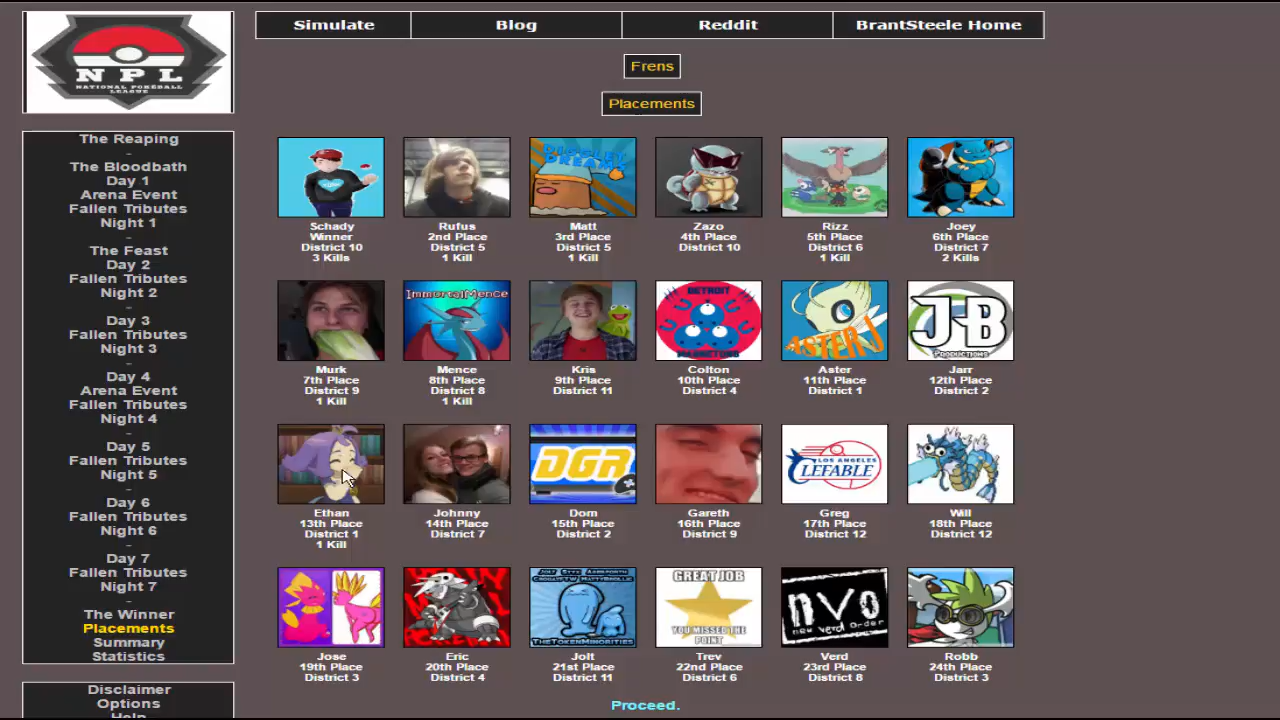 Simulate
Blog
Reddit
BrantSteele Home
NPL
NATIONAL POKÉBALL
LEAGUE
Frens
Placements
The Reaping
-
The Bloodbath
Day 1
Arena Event
Fallen Tributes
Night 1
-
The Feast
Day 2
Fallen Tributes
Night 2
-
Day 3
Fallen Tributes
Night 3
-
Day 4
Arena Event
Fallen Tributes
Night 4
-
Day 5
Fallen Tributes
Night 5
-
Day 6
Fallen Tributes
Night 6
-
Day 7
Fallen Tributes
Night 7
-
The Winner
Placements
Summary
Statistics
Disclaimer
Options
Help
DIGGLET
DREAMS
Schady
Winner
District 10
3 Kills
Rufus
2nd Place
District 5
1 Kill
Matt
3rd Place
District 5
1 Kill
Zazo
4th Place
District 10
Rizz
5th Place
District 6
1 Kill
Joey
6th Place
District 7
2 Kills
ImmortalMence
DETROIT
MAGNETONS
ASTER J
JB
PRODUCTIONS
Murk
7th Place
District 9
1 Kill
Mence
8th Place
District 8
1 Kill
Kris
9th Place
District 11
Colton
10th Place
District 4
Aster
11th Place
District 1
Jarr
12th Place
District 2
DGR
LOS ANGELES
LEFABLE
Ethan
13th Place
District 1
1 Kill
Johnny
14th Place
District 7
Dom
15th Place
District 2
Gareth
16th Place
District 9
Greg
17th Place
District 12
Will
18th Place
District 12
THETOKENMINORITIES
GREAT JOB
YOU MISSED THE
POINT
nVo
new verd order
Jose
19th Place
District 3
Eric
20th Place
District 4
Jolt
21st Place
District 11
Trev
22nd Place
District 6
Verd
23rd Place
District 8
Robb
24th Place
District 3
Proceed.